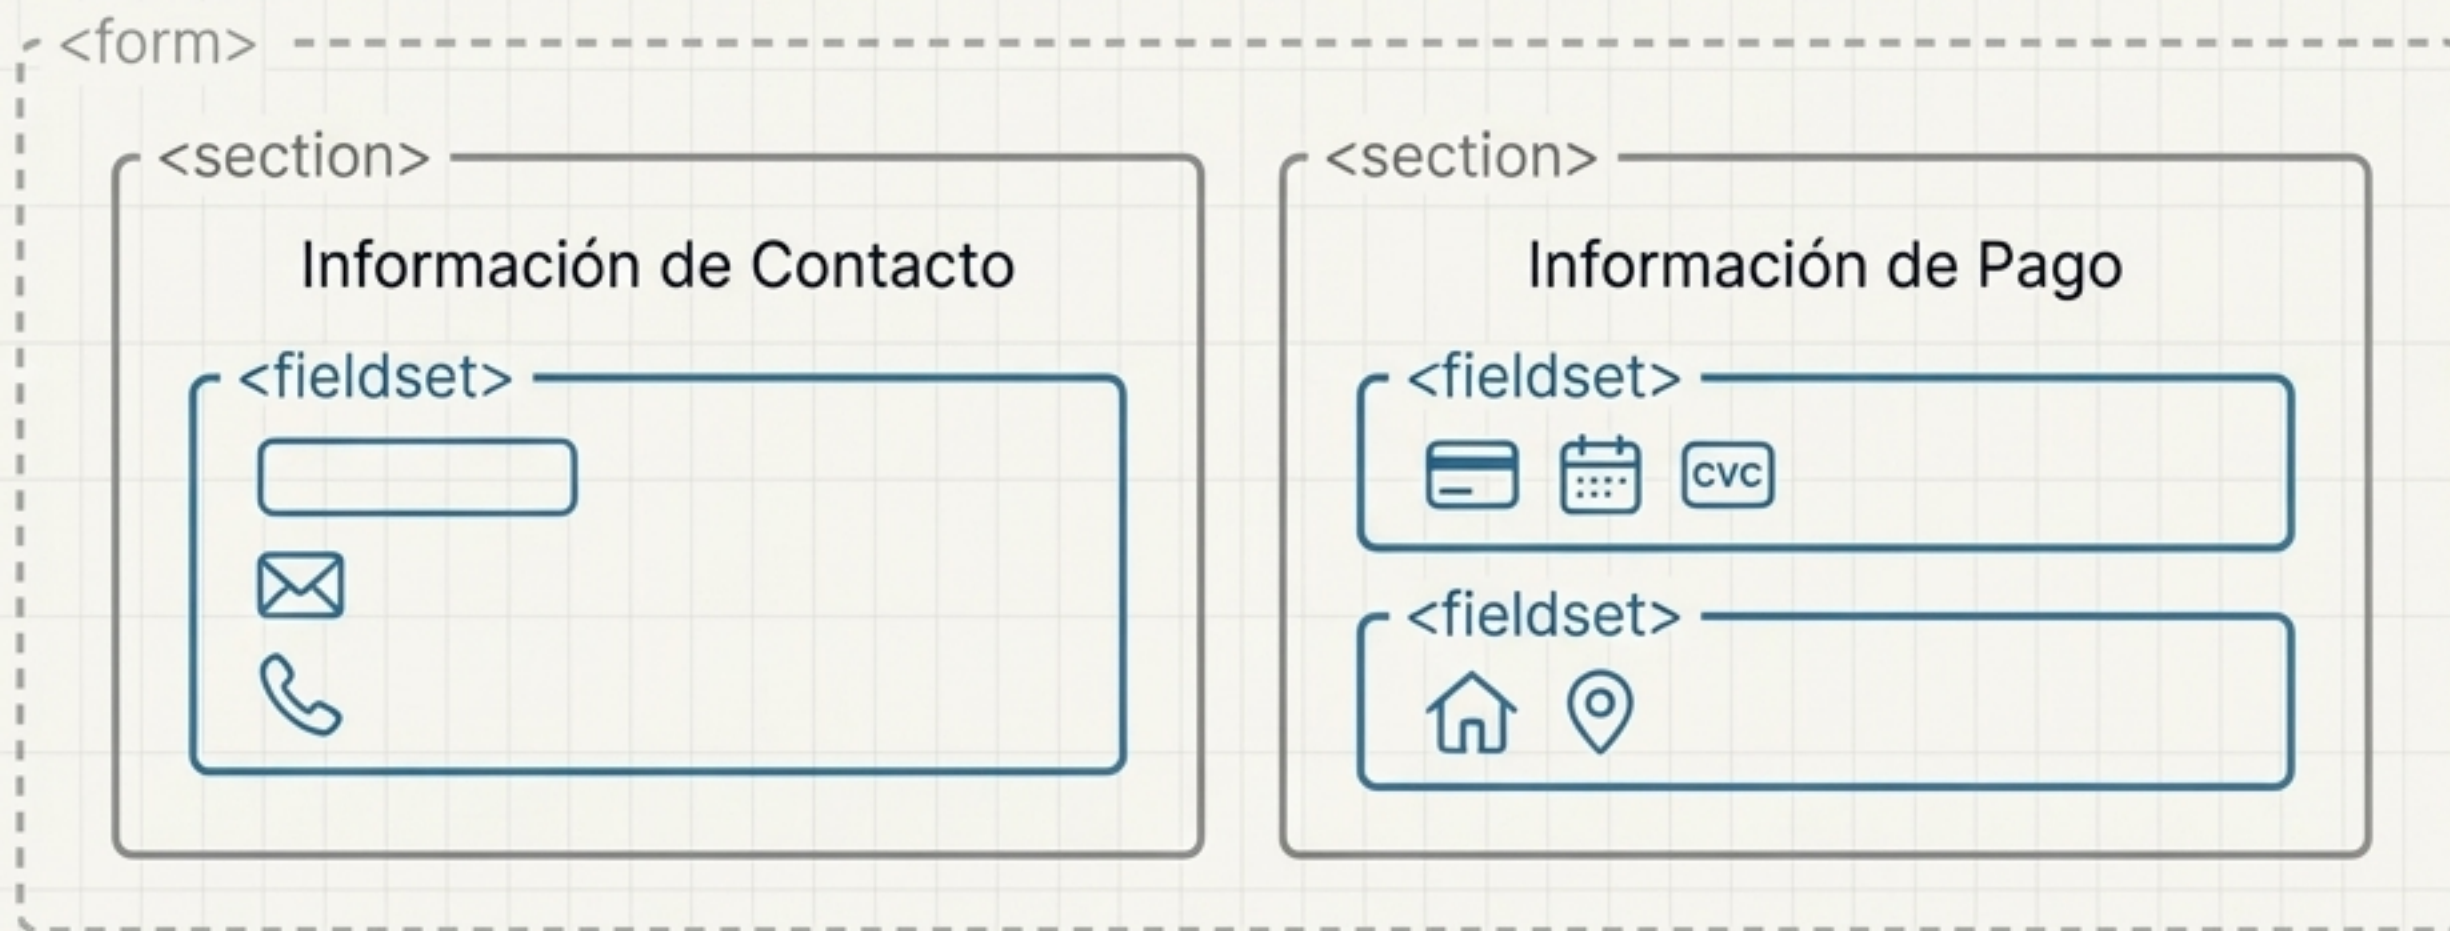 <form>
<section>
Información de Contacto
<fieldset>
<section>
Información de Pago
<fieldset>
CVC
<fieldset>